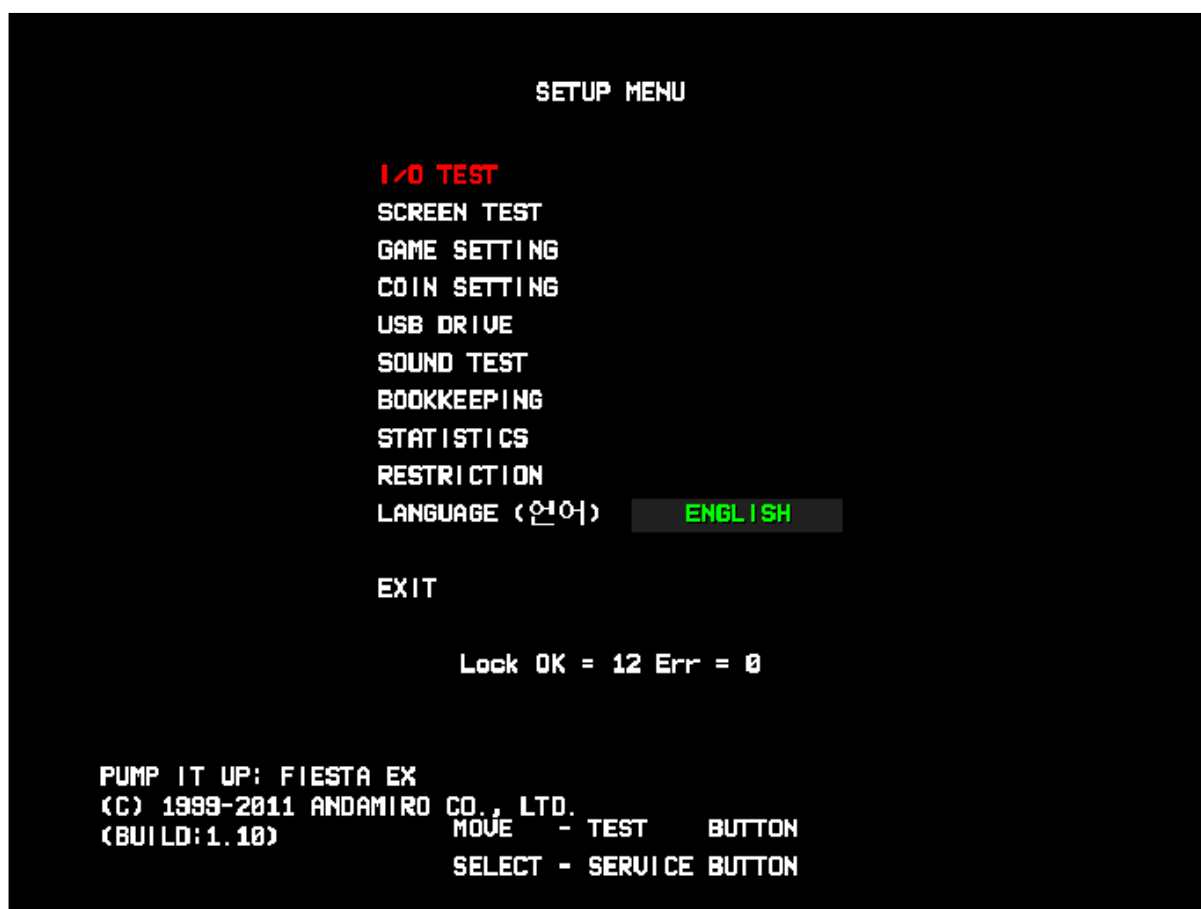 SETUP MENU
I/O TEST
SCREEN TEST
GAME SETTING
COIN SETTING
USB DRIVE
SOUND TEST
BOOKKEEPING
STATISTICS
RESTRICTION
LANGUAGE (언어) ENGLISH
EXIT
Lock OK = 12 Err = 0
PUMP IT UP: FIESTA EX
(C) 1999-2011 ANDAMIRO CO., LTD.
(BUILD:1.10)
MOVE - TEST BUTTON
SELECT - SERVICE BUTTON